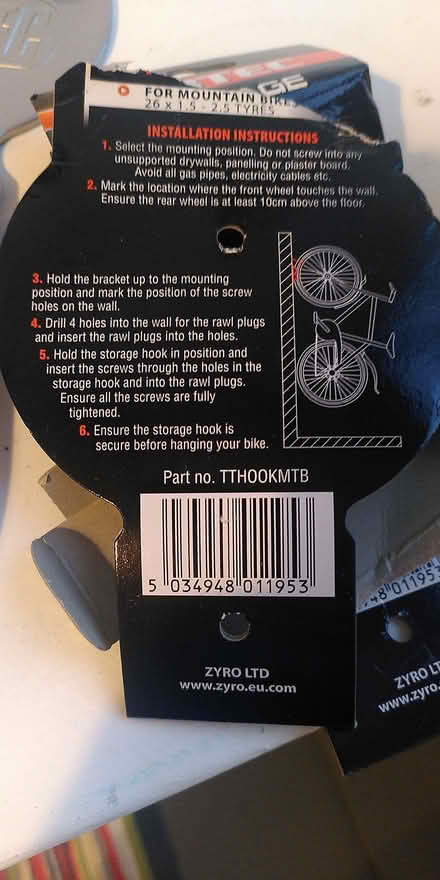 TEC
AGE
FOR MOUNTAIN BIKES
26 x 1.5 - 2.5 TYRES
INSTALLATION INSTRUCTIONS
1. Select the mounting position. Do not screw into any
unsupported drywalls, panelling or plaster board.
Avoid all gas pipes, electricity cables etc.
2. Mark the location where the front wheel touches the wall.
Ensure the rear wheel is at least 10cm above the floor.
3. Hold the bracket up to the mounting
position and mark the position of the screw
holes on the wall.
4. Drill 4 holes into the wall for the rawl plugs
and insert the rawl plugs into the holes.
5. Hold the storage hook in position and
insert the screws through the holes in the
storage hook and into the rawl plugs.
Ensure all the screws are fully
tightened.
6. Ensure the storage hook is
secure before hanging your bike.
Part no. TTHOOKMTB
5 034948 011953
ZYRO LTD
www.zyro.eu.com
48 011953
ZYRO LT
www.zyro.